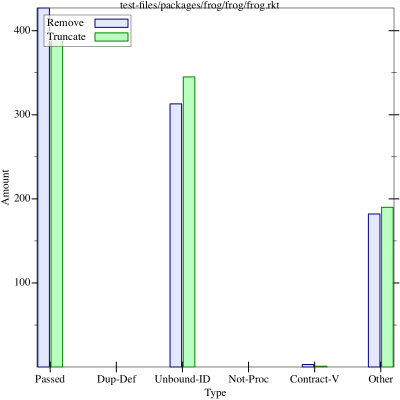 test-files/packages/frog/frog/frog.rkt
Remove
Truncate
400
300
200
100
Amount
Passed Dup-Def Unbound-ID Not-Proc Contract-V Other
Type